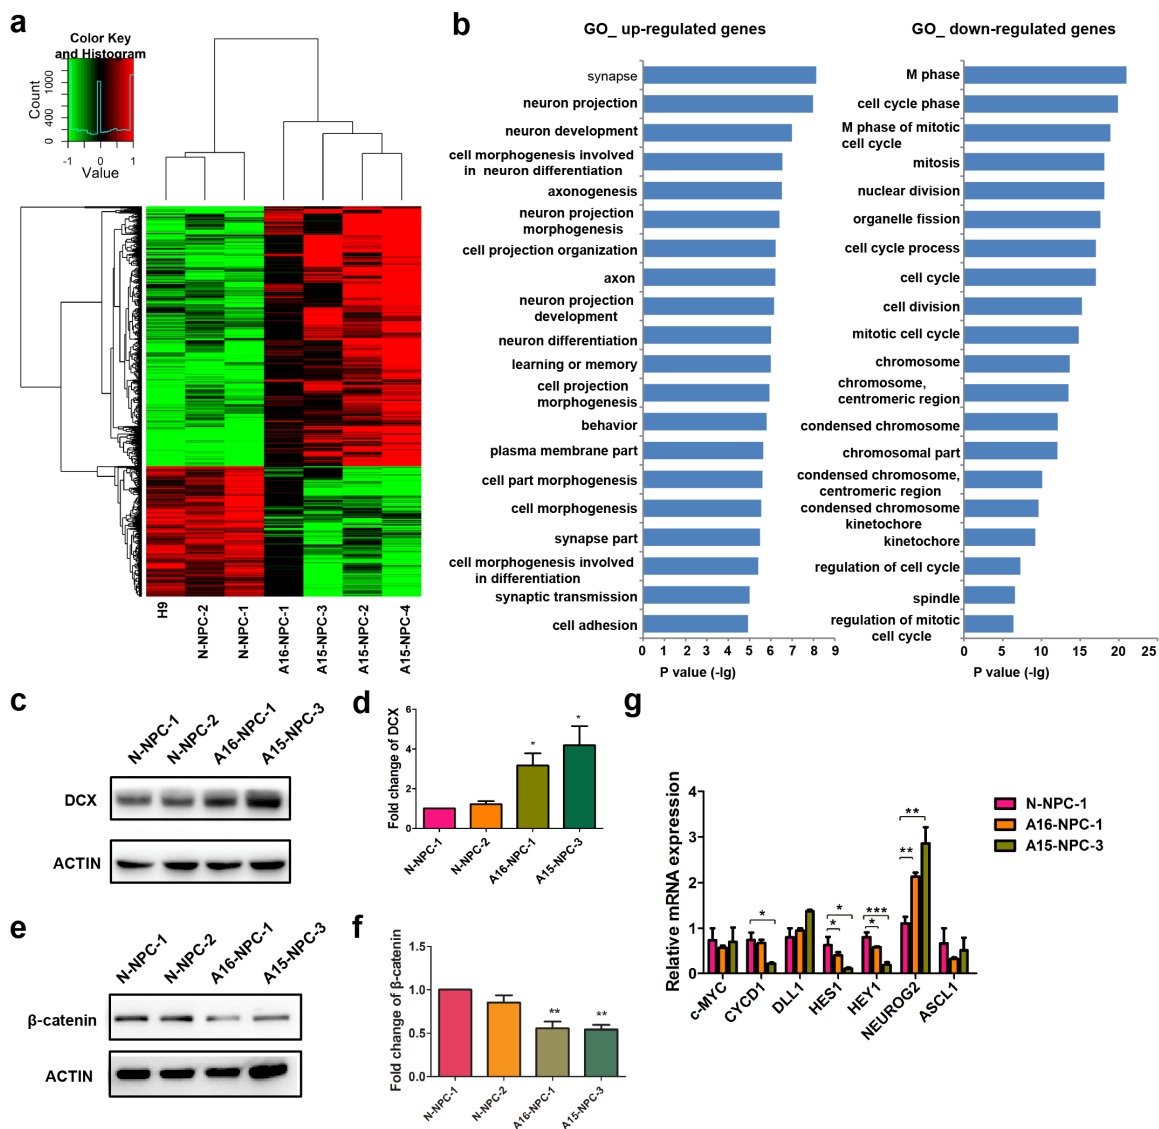 a
Color Key
and Histogram
Count
0
400
1000
-1
0
1
Value
H9
N-NPC-2
N-NPC-1
A16-NPC-1
A15-NPC-3
A15-NPC-2
A15-NPC-4
b
GO_ up-regulated genes
synapse
neuron projection
neuron development
cell morphogenesis involved
in neuron differentiation
axonogenesis
neuron projection
morphogenesis
cell projection organization
axon
neuron projection
development
neuron differentiation
learning or memory
cell projection
morphogenesis
behavior
plasma membrane part
cell part morphogenesis
cell morphogenesis
synapse part
cell morphogenesis involved
in differentiation
synaptic transmission
cell adhesion
0 1 2 3 4 5 6 7 8 9
P value (-lg)
GO_ down-regulated genes
M phase
cell cycle phase
M phase of mitotic
cell cycle
mitosis
nuclear division
organelle fission
cell cycle process
cell cycle
cell division
mitotic cell cycle
chromosome
chromosome,
centromeric region
condensed chromosome
chromosomal part
condensed chromosome,
centromeric region
condensed chromosome
kinetochore
kinetochore
regulation of cell cycle
spindle
regulation of mitotic
cell cycle
0 5 10 15 20 25
P value (-lg)
c
N-NPC-1
N-NPC-2
A16-NPC-1
A15-NPC-3
DCX
ACTIN
d
Fold change of DCX
6
4
2
0
*
*
N-NPC-1
N-NPC-2
A16-NPC-1
A15-NPC-3
e
N-NPC-1
N-NPC-2
A16-NPC-1
A15-NPC-3
β-catenin
ACTIN
f
Fold change of β-catenin
1.5
1.0
0.5
0.0
**
**
N-NPC-1
N-NPC-2
A16-NPC-1
A15-NPC-3
g
Relative mRNA expression
4
3
2
1
0
*
*
*
***
*
**
**
c-MYC
CYCD1
DLL1
HES1
HEY1
NEUROG2
ASCL1
N-NPC-1
A16-NPC-1
A15-NPC-3